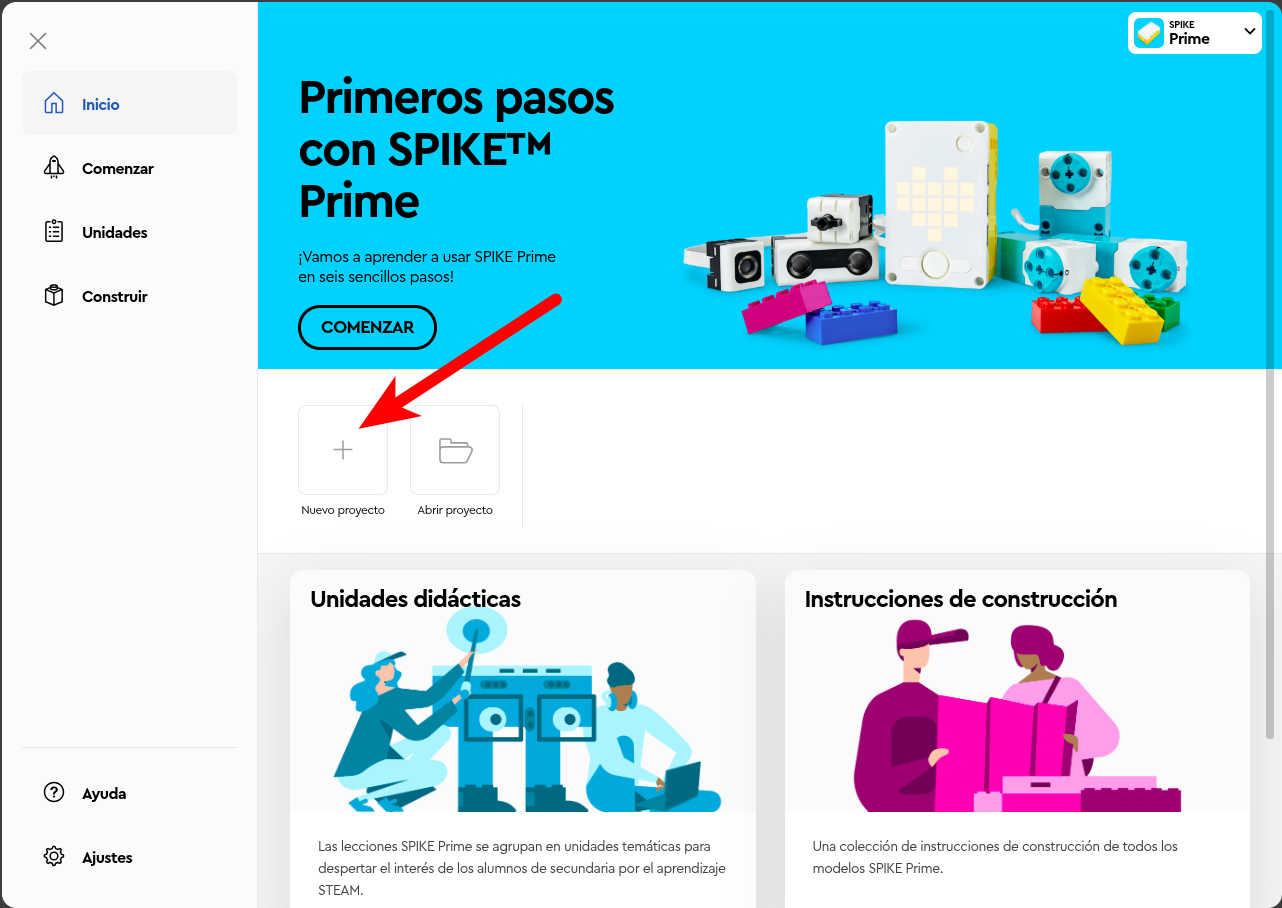 Inicio
Comenzar
Unidades
Construir
Ayuda
Ajustes
SPIKE
Prime
Primeros pasos
con SPIKE™
Prime
¡Vamos a aprender a usar SPIKE Prime
en seis sencillos pasos!
COMENZAR
Nuevo proyecto
Abrir proyecto
Unidades didácticas
Las lecciones SPIKE Prime se agrupan en unidades temáticas para
despertar el interés de los alumnos de secundaria por el aprendizaje
STEAM.
Instrucciones de construcción
Una colección de instrucciones de construcción de todos los
modelos SPIKE Prime.